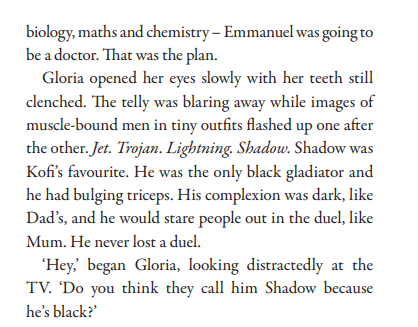 biology, maths and chemistry – Emmanuel was going to
be a doctor. That was the plan.
Gloria opened her eyes slowly with her teeth still
clenched. The telly was blaring away while images of
muscle-bound men in tiny outfits flashed up one after
the other. Jet. Trojan. Lightning. Shadow. Shadow was
Kofi’s favourite. He was the only black gladiator and
he had bulging triceps. His complexion was dark, like
Dad’s, and he would stare people out in the duel, like
Mum. He never lost a duel.
‘Hey,’ began Gloria, looking distractedly at the
TV. ‘Do you think they call him Shadow because
he’s black?’